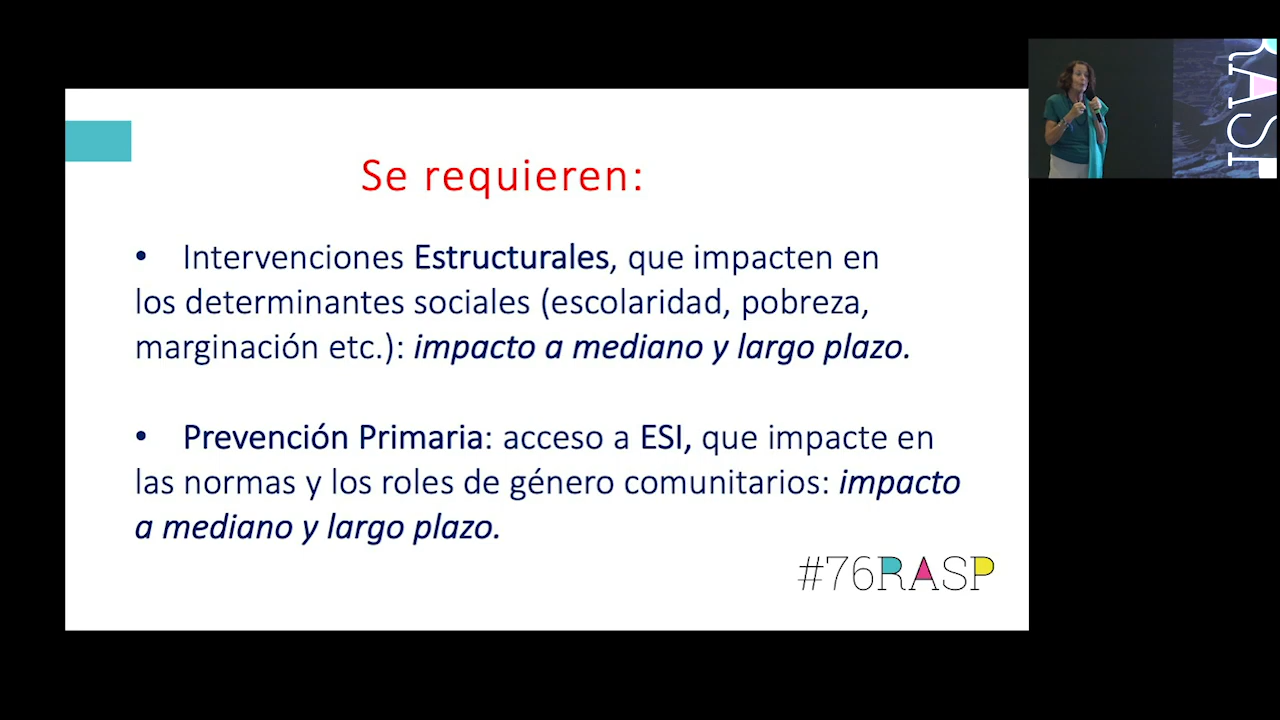 Se requieren:
• Intervenciones Estructurales, que impacten en
los determinantes sociales (escolaridad, pobreza,
marginación etc.): impacto a mediano y largo plazo.
• Prevención Primaria: acceso a ESI, que impacte en
las normas y los roles de género comunitarios: impacto
a mediano y largo plazo.
#76RASP
RASP